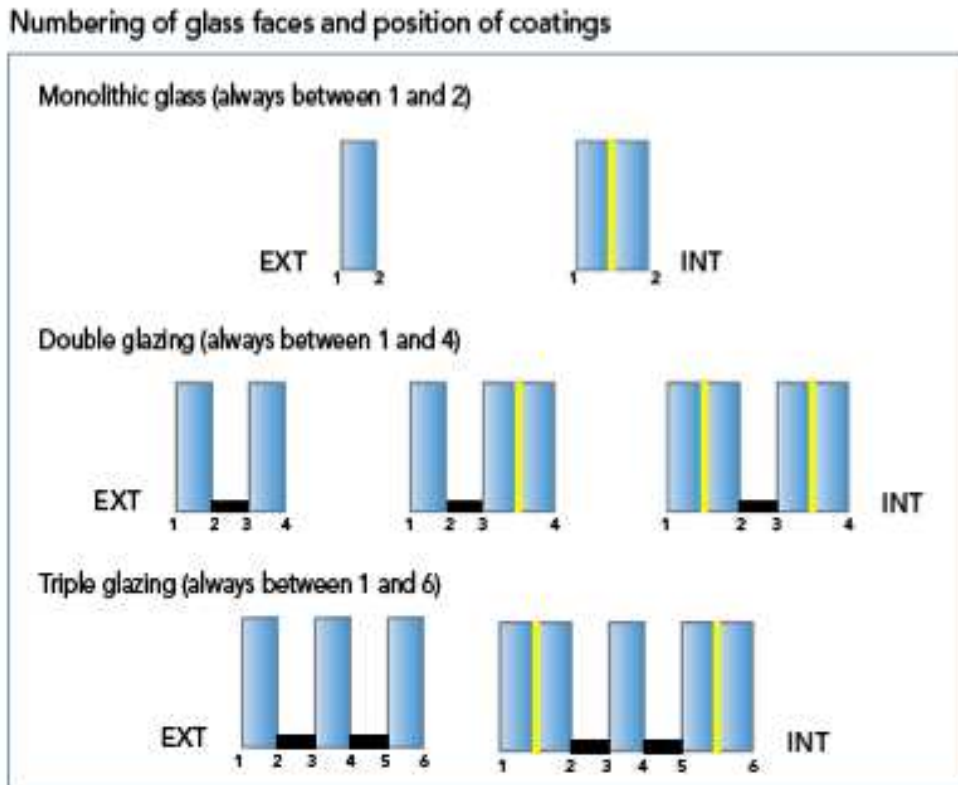 Numbering of glass faces and position of coatings
Monolithic glass (always between 1 and 2)
EXT INT
1 2 1 2
Double glazing (always between 1 and 4)
EXT INT
1 2 3 4 1 2 3 4 1 2 3 4
Triple glazing (always between 1 and 6)
EXT INT
1 2 3 4 5 6 1 2 3 4 5 6